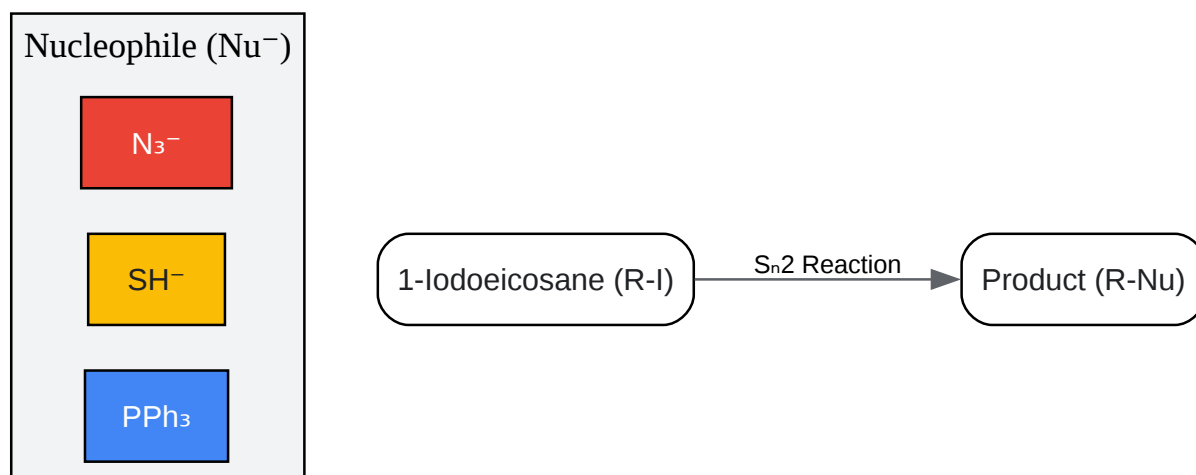 Nucleophile (Nu⁻)
N₃⁻
SH⁻
PPh₃
1-Iodoeicosane (R-I)
Sₙ2 Reaction
Product (R-Nu)